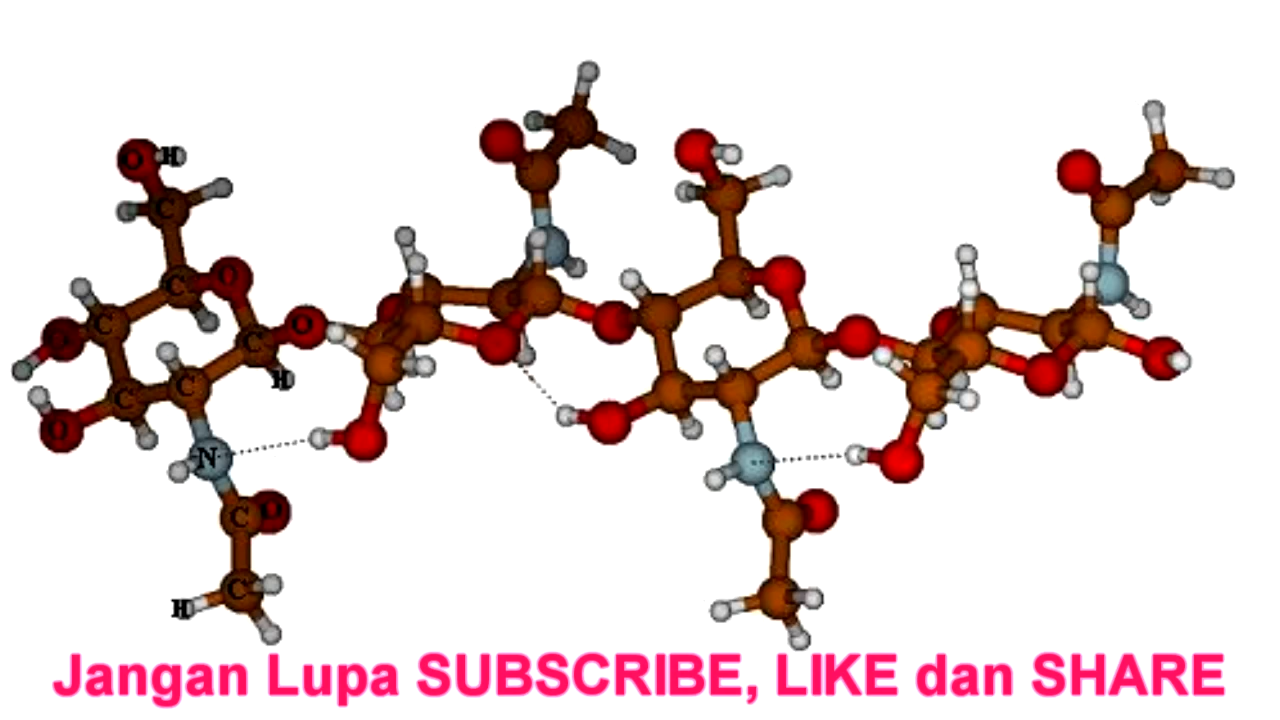 O H
C
C O
C
O C O
C C H
O
N
C O
C
H
Jangan Lupa SUBSCRIBE, LIKE dan SHARE